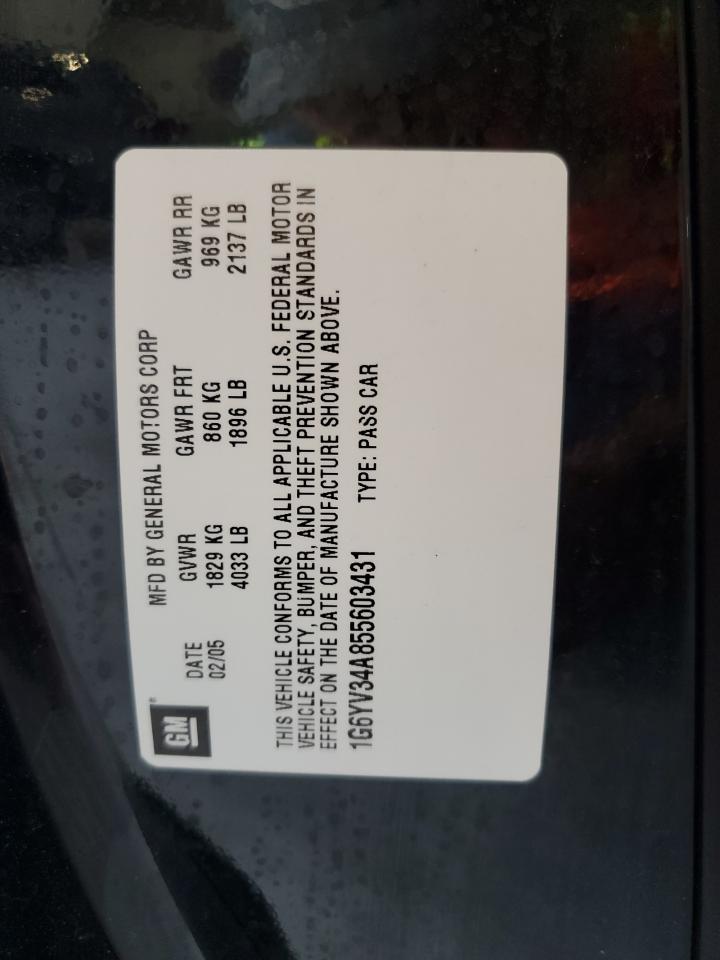 GM
MFD BY GENERAL MOTORS CORP
DATE GVWR GAWR FRT GAWR RR
02/05 1829 KG 860 KG 969 KG
4033 LB 1896 LB 2137 LB
THIS VEHICLE CONFORMS TO ALL APPLICABLE U.S. FEDERAL MOTOR
VEHICLE SAFETY, BUMPER, AND THEFT PREVENTION STANDARDS IN
EFFECT ON THE DATE OF MANUFACTURE SHOWN ABOVE.
1G6YV34A855603431 TYPE: PASS CAR